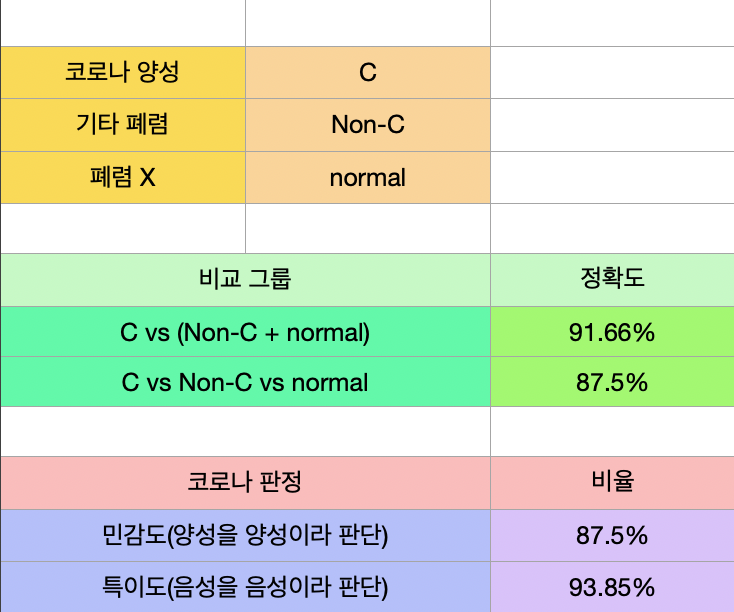 코로나 양성 C
기타 폐렴 Non-C
폐렴 X normal
비교 그룹 정확도
C vs (Non-C + normal) 91.66%
C vs Non-C vs normal 87.5%
코로나 판정 비율
민감도(양성을 양성이라 판단) 87.5%
특이도(음성을 음성이라 판단) 93.85%